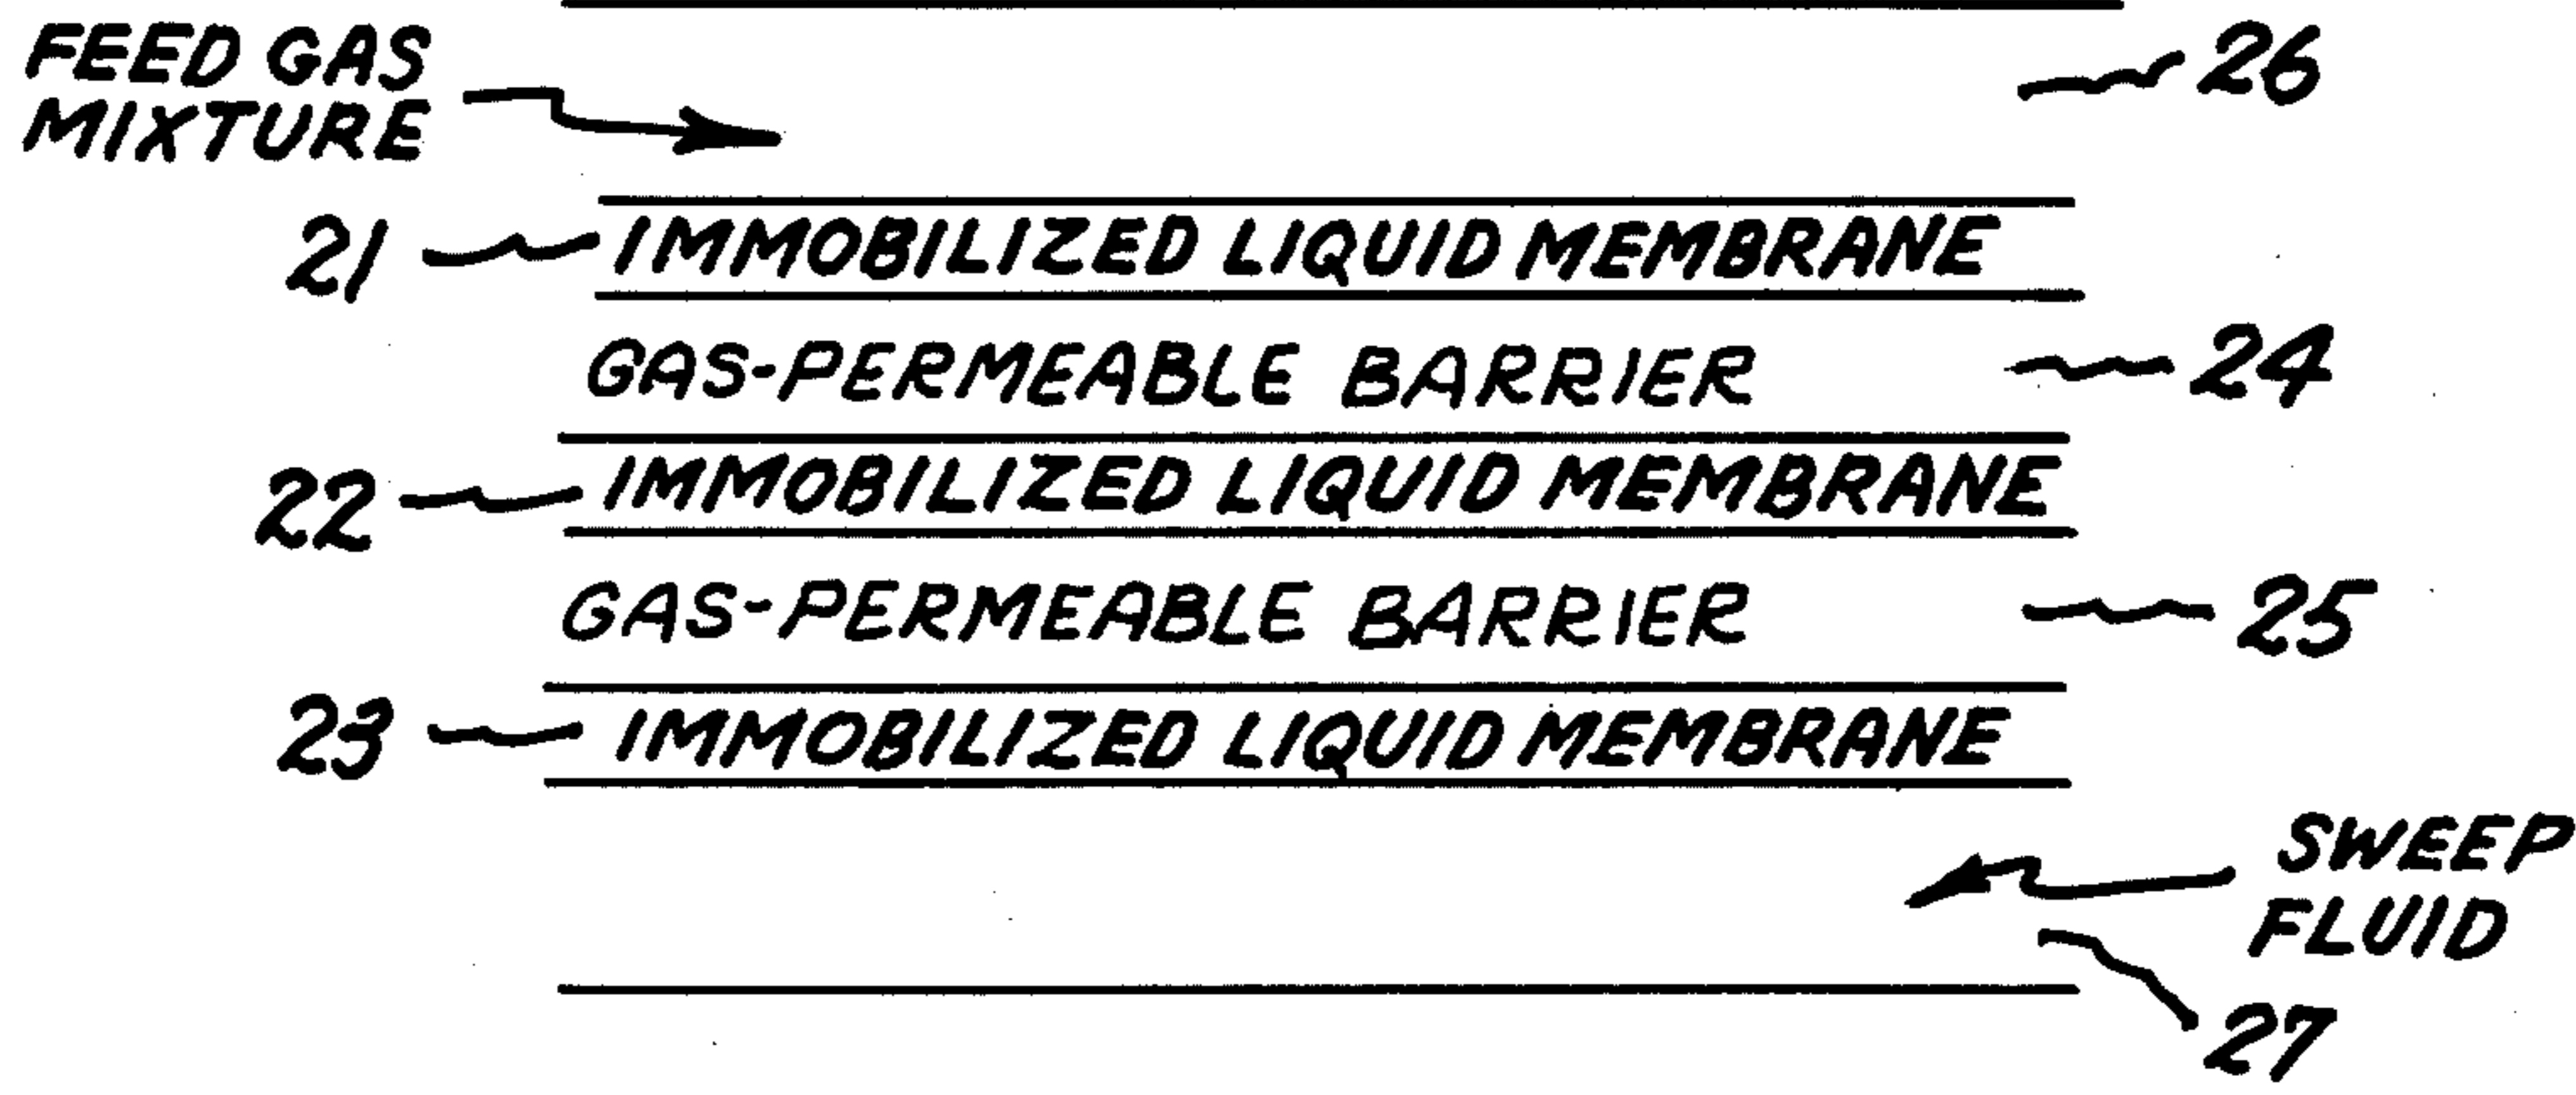 FEED GAS
MIXTURE
26
21
IMMOBILIZED LIQUID MEMBRANE
GAS-PERMEABLE BARRIER
24
22
IMMOBILIZED LIQUID MEMBRANE
GAS-PERMEABLE BARRIER
25
23
IMMOBILIZED LIQUID MEMBRANE
SWEEP
FLUID
27